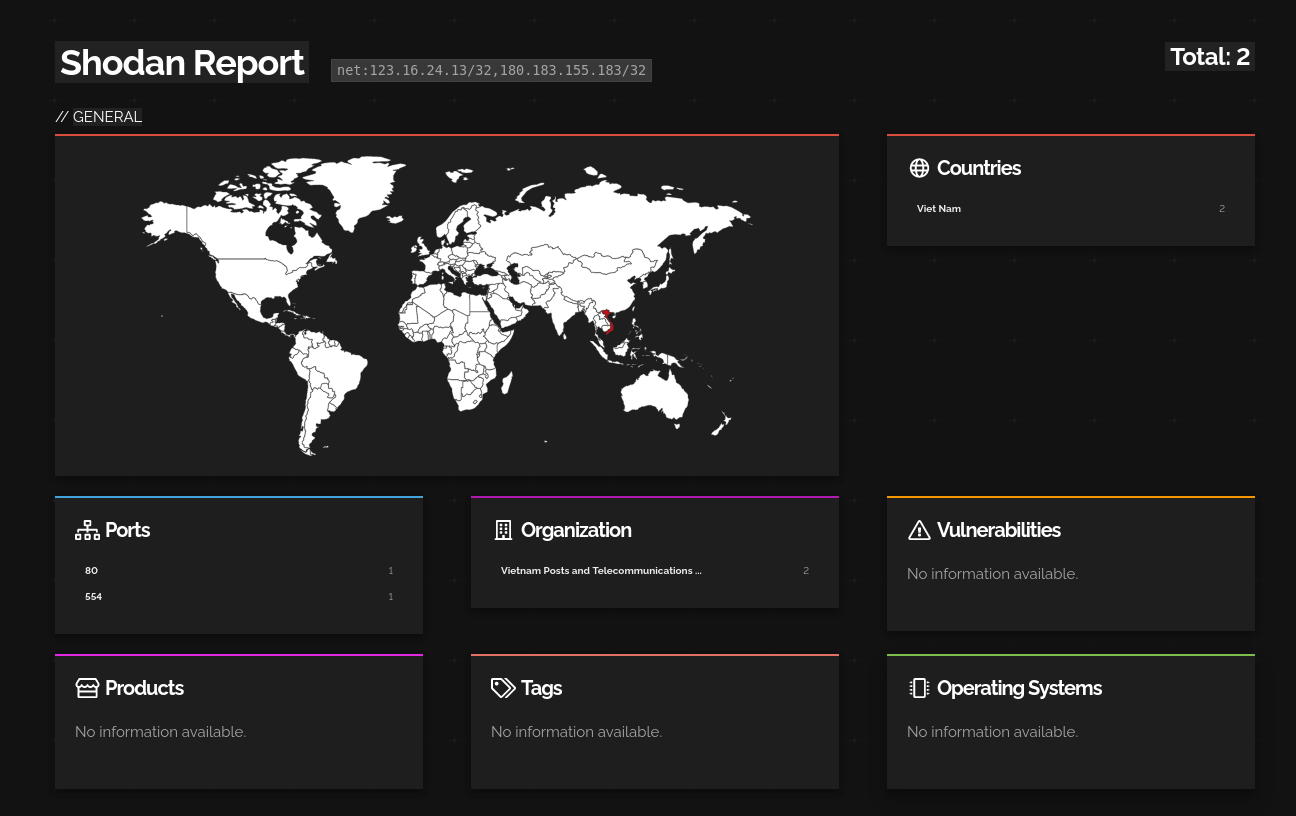 Shodan Report
net:123.16.24.13/32,180.183.155.183/32
Total: 2
// GENERAL
Countries
Viet Nam 2
Ports
80 1
554 1
Organization
Vietnam Posts and Telecommunications ... 2
Vulnerabilities
No information available.
Products
No information available.
Tags
No information available.
Operating Systems
No information available.